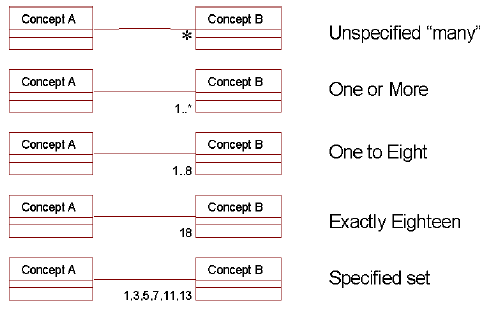 Concept A Concept B
* Unspecified “many”
Concept A Concept B
1..* One or More
Concept A Concept B
1..8 One to Eight
Concept A Concept B
18 Exactly Eighteen
Concept A Concept B
1,3,5,7,11,13 Specified set